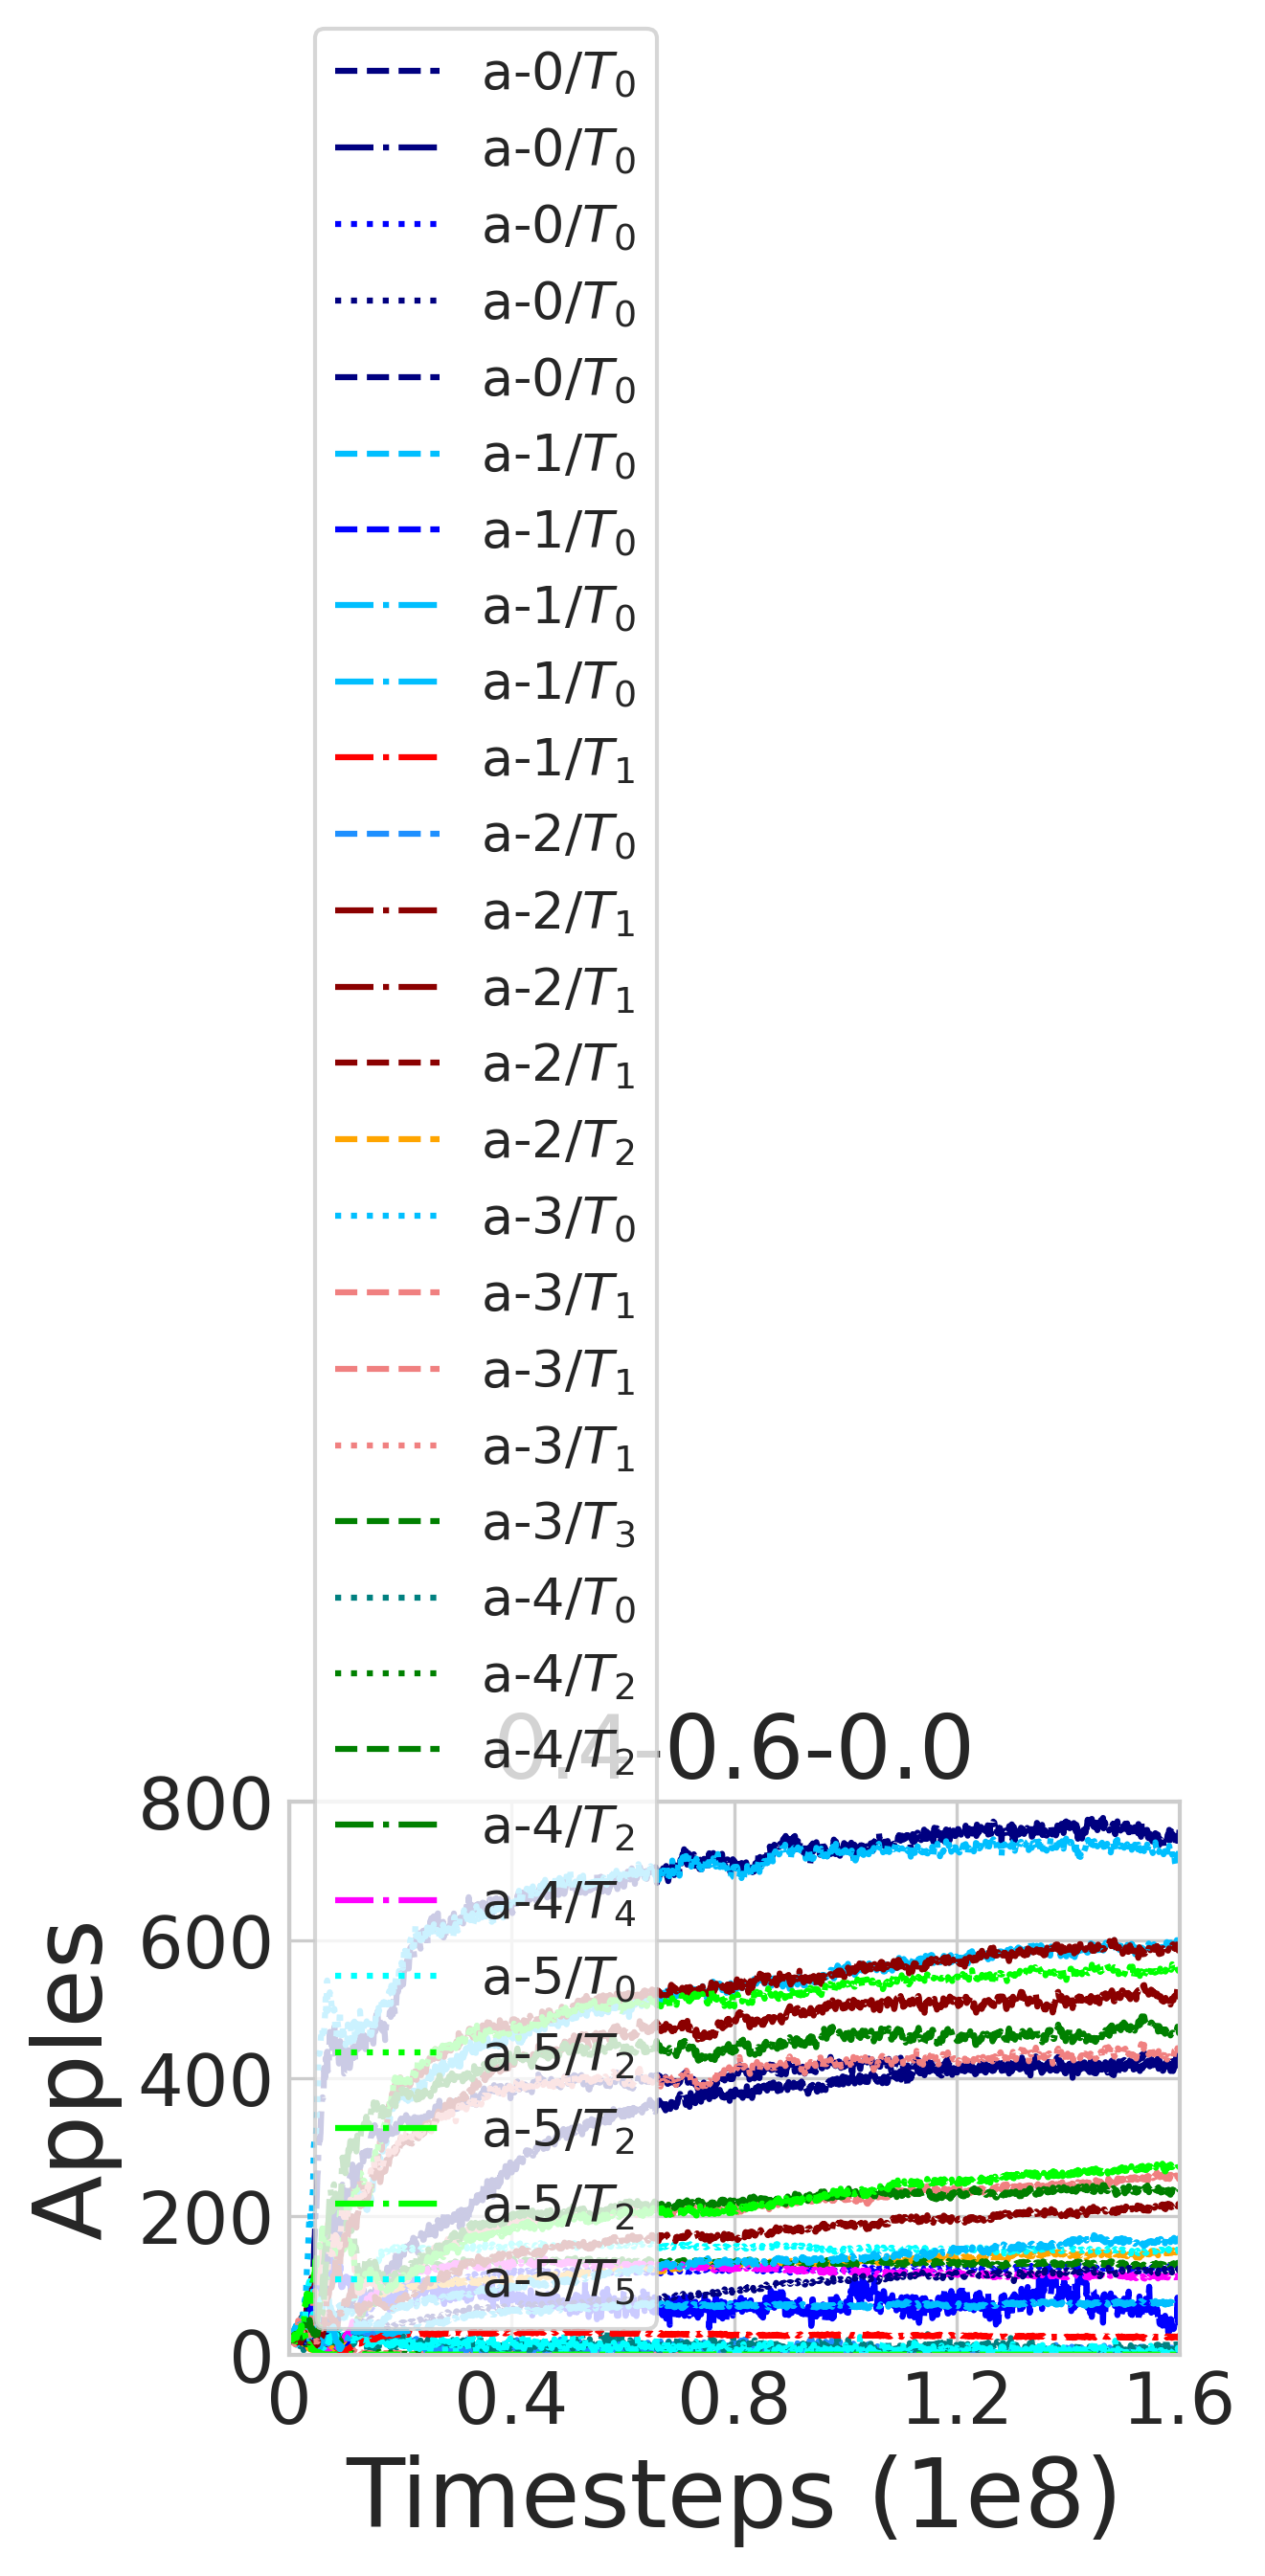 a-0/T₀
a-0/T₀
a-0/T₀
a-0/T₀
a-0/T₀
a-1/T₀
a-1/T₀
a-1/T₀
a-1/T₀
a-1/T₁
a-2/T₀
a-2/T₁
a-2/T₁
a-2/T₁
a-2/T₂
a-3/T₀
a-3/T₁
a-3/T₁
a-3/T₁
a-3/T₃
a-4/T₀
a-4/T₂
a-4/T₂
a-4/T₂
a-4/T₄
a-5/T₀
a-5/T₂
a-5/T₂
a-5/T₂
a-5/T₅
0.4-0.6-0.0
800
600
400
200
0
Apples
0 0.4 0.8 1.2 1.6
Timesteps (1e8)